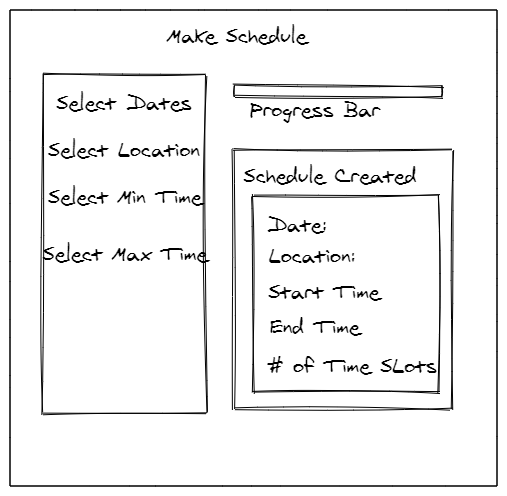 Make Schedule
Select Dates
Select Location
Select Min Time
Select Max Time
Progress Bar
Schedule Created
Date:
Location:
Start Time
End Time
# of Time SLots